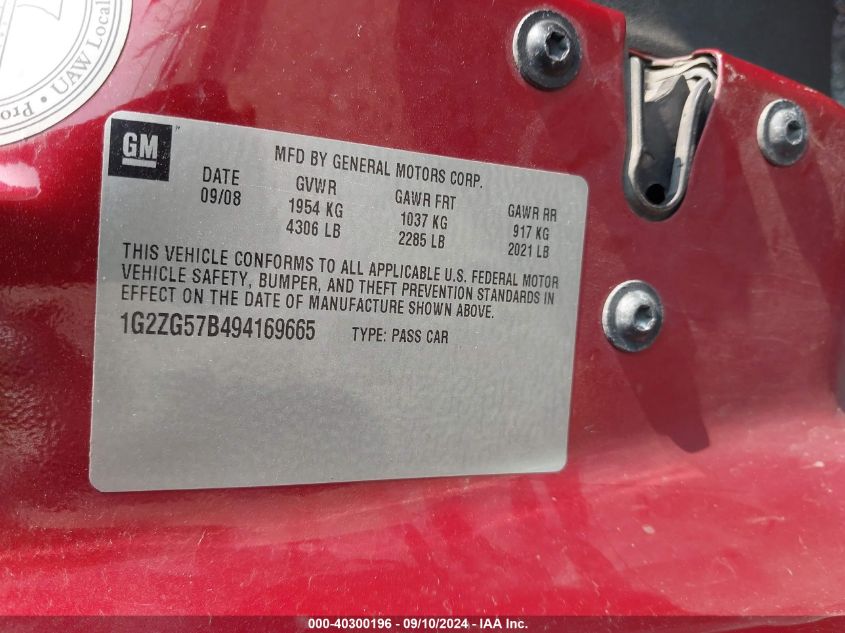 Pro
UAW Local
GM
MFD BY GENERAL MOTORS CORP.
DATE GVWR GAWR FRT GAWR RR
09/08 1954 KG 1037 KG 917 KG
4306 LB 2285 LB 2021 LB
THIS VEHICLE CONFORMS TO ALL APPLICABLE U.S. FEDERAL MOTOR
VEHICLE SAFETY, BUMPER, AND THEFT PREVENTION STANDARDS IN
EFFECT ON THE DATE OF MANUFACTURE SHOWN ABOVE.
1G2ZG57B494169665 TYPE: PASS CAR
000-40300196 - 09/10/2024 - IAA Inc.